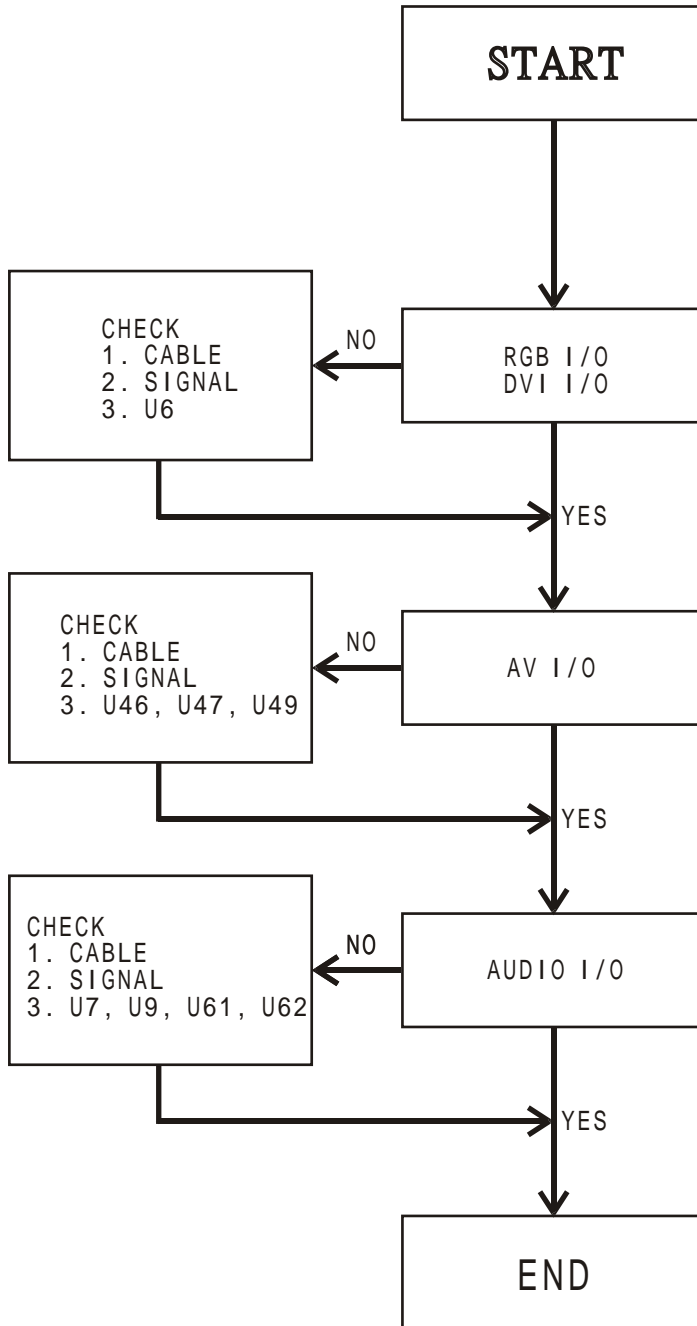 START
RGB I/O
DVI I/O
NO
CHECK
1. CABLE
2. SIGNAL
3. U6
YES
AV I/O
NO
CHECK
1. CABLE
2. SIGNAL
3. U46, U47, U49
YES
AUDIO I/O
NO
CHECK
1. CABLE
2. SIGNAL
3. U7, U9, U61, U62
YES
END